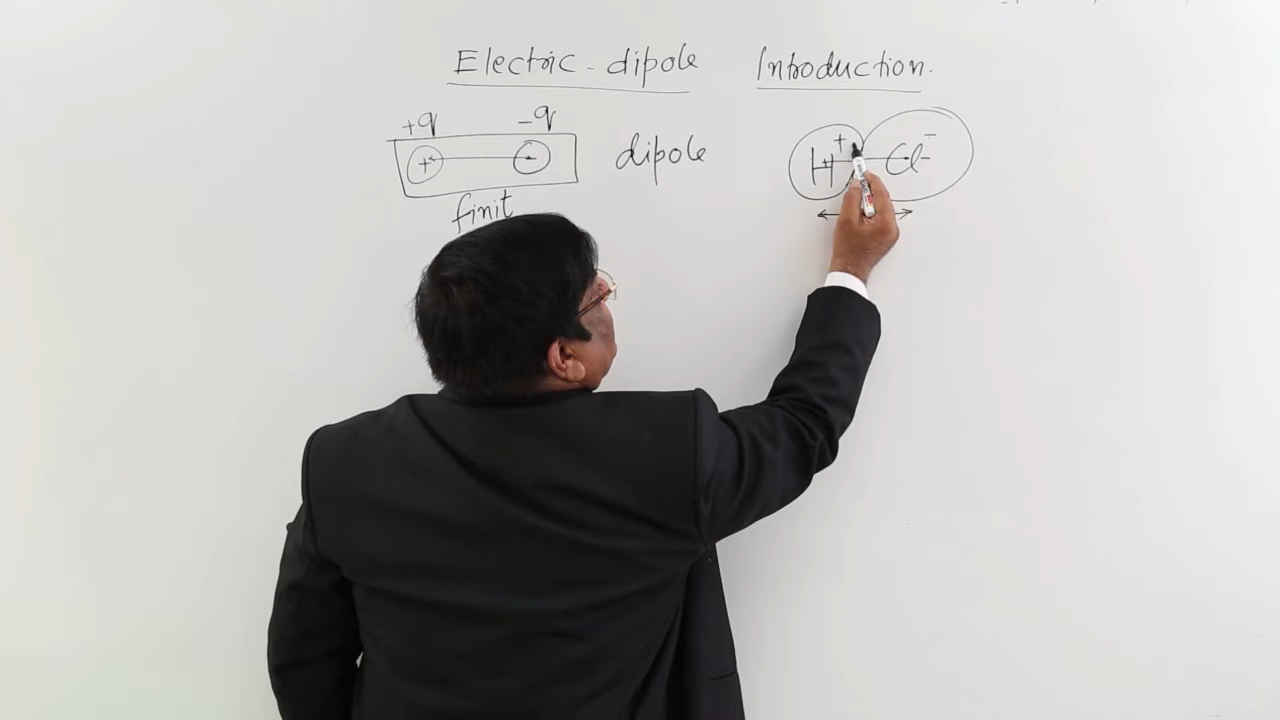 Electric - dipole Introduction.
+q -q
+ - dipole H+ Cl-
finit